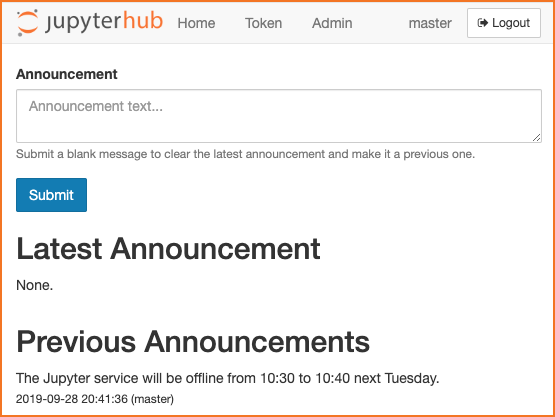 jupyterhub Home Token Admin master Logout
Announcement
Announcement text...
Submit a blank message to clear the latest announcement and make it a previous one.
Submit
Latest Announcement
None.
Previous Announcements
The Jupyter service will be offline from 10:30 to 10:40 next Tuesday.
2019-09-28 20:41:36 (master)